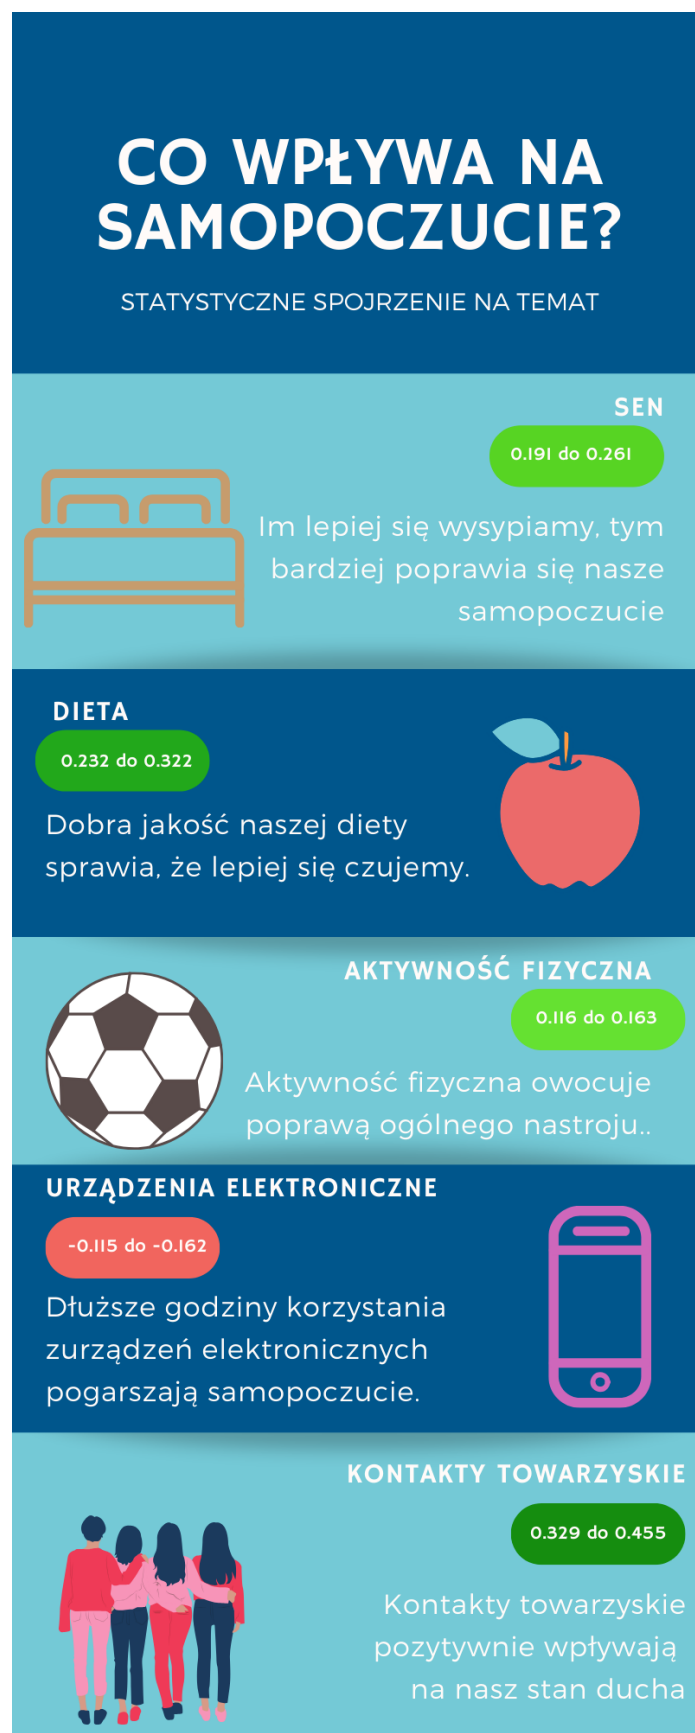 CO WPŁYWA NA
SAMOPOCZUCIE?
STATYSTYCZNE SPOJRZENIE NA TEMAT
SEN
0.191 do 0.261
Im lepiej się wysypiamy, tym
bardziej poprawia się nasze
samopoczucie
DIETA
0.232 do 0.322
Dobra jakość naszej diety
sprawia, że lepiej się czujemy.
AKTYWNOŚĆ FIZYCZNA
0.116 do 0.163
Aktywność fizyczna owocuje
poprawą ogólnego nastroju..
URZĄDZENIA ELEKTRONICZNE
-0.115 do -0.162
Dłuższe godziny korzystania
zurządzeń elektronicznych
pogarszają samopoczucie.
KONTAKTY TOWARZYSKIE
0.329 do 0.455
Kontakty towarzyskie
pozytywnie wpływają
na nasz stan ducha